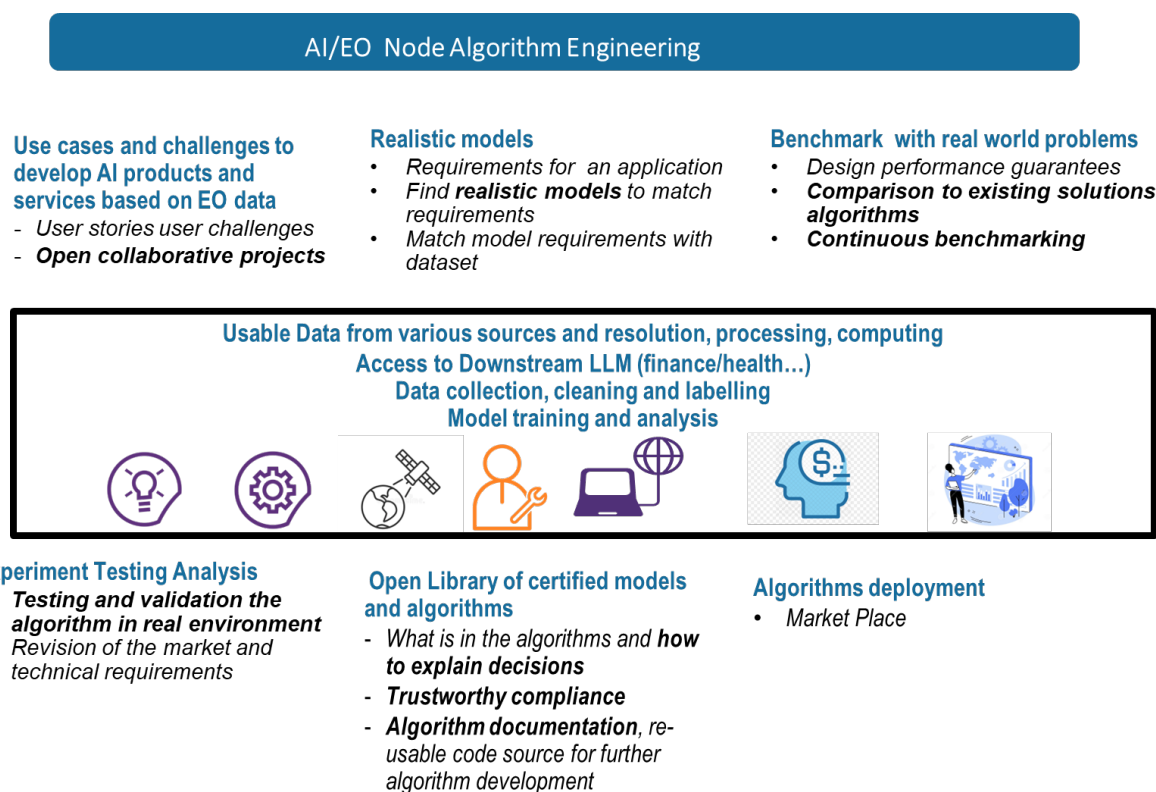 AI/EO Node Algorithm Engineering
Use cases and challenges to
develop AI products and
services based on EO data
- User stories user challenges
- Open collaborative projects
Realistic models
• Requirements for an application
• Find realistic models to match
requirements
• Match model requirements with
dataset
Benchmark with real world problems
• Design performance guarantees
• Comparison to existing solutions
algorithms
• Continuous benchmarking
Usable Data from various sources and resolution, processing, computing
Access to Downstream LLM (finance/health...)
Data collection, cleaning and labelling
Model training and analysis
$
periment Testing Analysis
Testing and validation the
algorithm in real environment
Revision of the market and
technical requirements
Open Library of certified models
and algorithms
- What is in the algorithms and how
to explain decisions
- Trustworthy compliance
- Algorithm documentation, re-
usable code source for further
algorithm development
Algorithms deployment
• Market Place